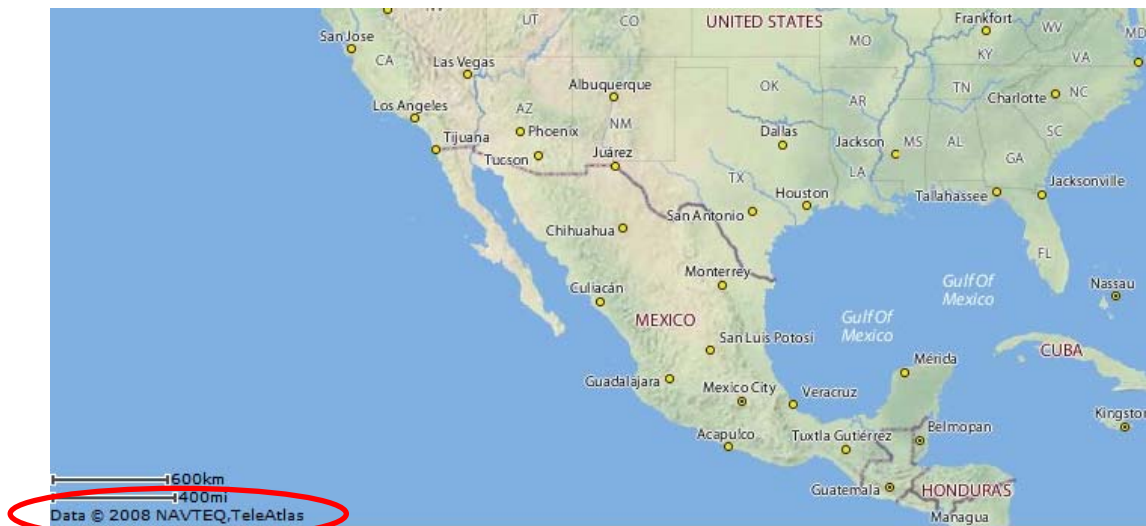 NV
UT
CO
UNITED STATES
Frankfort
WV
MD
San Jose
MO
KY
VA
CA
Las Vegas
Albuquerque
OK
TN
AR
Charlotte
NC
Los Angeles
AZ
NM
SC
Phoenix
Dallas
Jackson
MS
AL
Tijuana
Tucson
Juárez
GA
LA
TX
Jacksonville
Houston
Tallahassee
San Antonio
Chihuahua
FL
Monterrey
Gulf Of
Mexico
Nassau
Culiacán
Gulf Of
Mexico
MEXICO
San Luis Potosí
CUBA
Mérida
Guadalajara
Mexico City
Veracruz
Kingston
Acapulco
Tuxtla Gutiérrez
Belmopan
600km
400mi
Guatemala
HONDURAS
Data © 2008 NAVTEQ,TeleAtlas
Managua